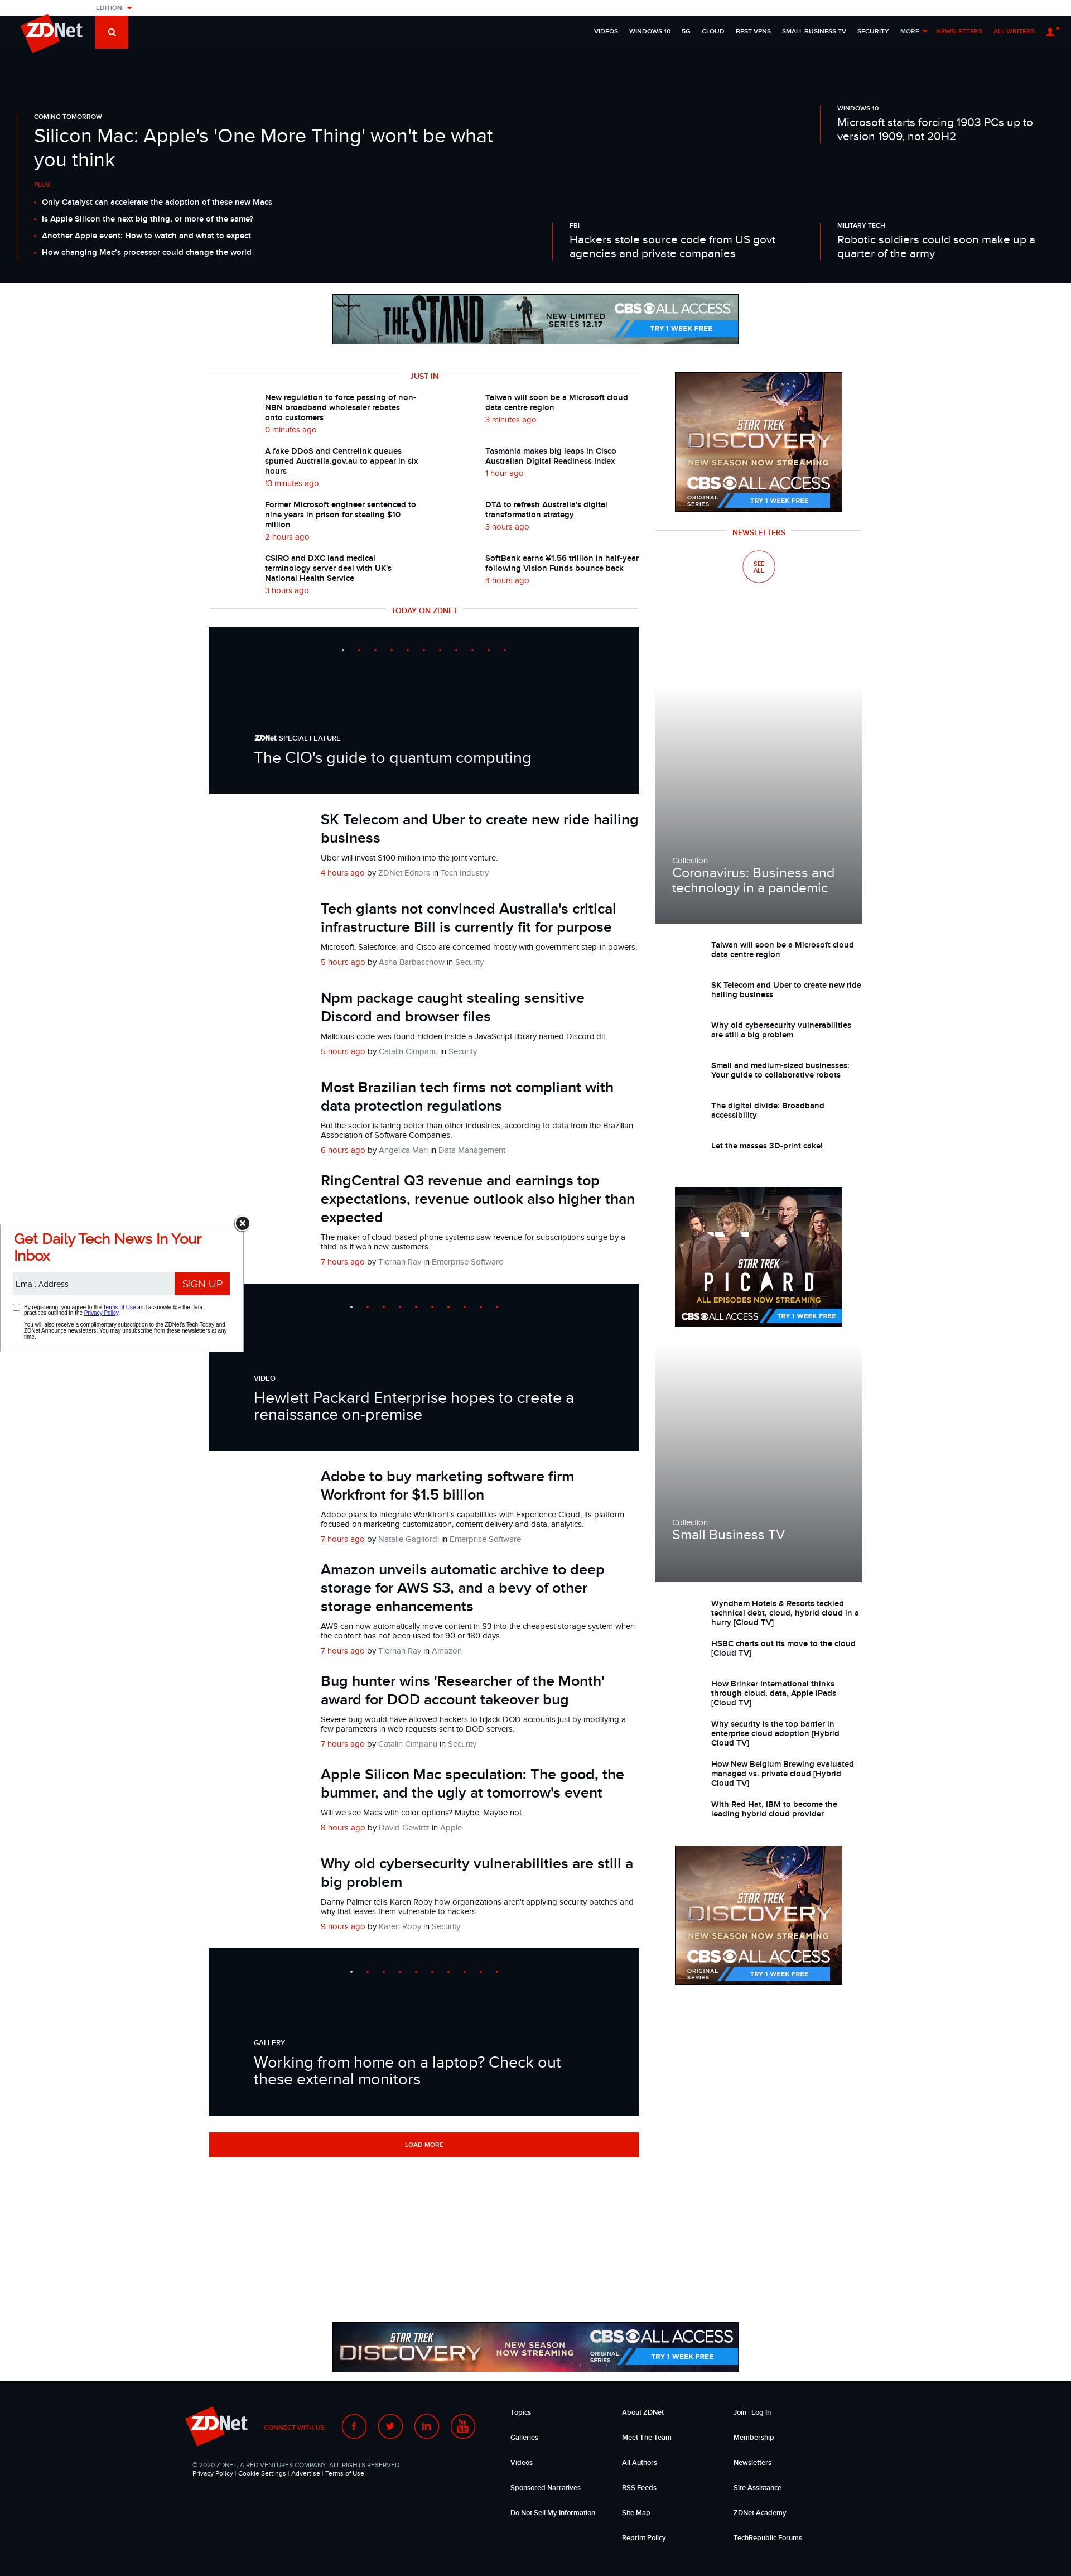 EDITION:
ZDNet
VIDEOS WINDOWS 10 5G CLOUD BEST VPNS SMALL BUSINESS TV SECURITY MORE NEWSLETTERS ALL WRITERS
COMING TOMORROW
Silicon Mac: Apple's 'One More Thing' won't be what
you think
PLUS
Only Catalyst can accelerate the adoption of these new Macs
Is Apple Silicon the next big thing, or more of the same?
Another Apple event: How to watch and what to expect
How changing Mac's processor could change the world
WINDOWS 10
Microsoft starts forcing 1903 PCs up to
version 1909, not 20H2
FBI
Hackers stole source code from US govt
agencies and private companies
MILITARY TECH
Robotic soldiers could soon make up a
quarter of the army
THE STAND
NEW LIMITED
SERIES 12.17
CBS ALL ACCESS
TRY 1 WEEK FREE
JUST IN
New regulation to force passing of non-
NBN broadband wholesaler rebates
onto customers
0 minutes ago
Taiwan will soon be a Microsoft cloud
data centre region
3 minutes ago
A fake DDoS and Centrelink queues
spurred Australia.gov.au to appear in six
hours
13 minutes ago
Tasmania makes big leaps in Cisco
Australian Digital Readiness Index
1 hour ago
Former Microsoft engineer sentenced to
nine years in prison for stealing $10
million
2 hours ago
DTA to refresh Australia's digital
transformation strategy
3 hours ago
CSIRO and DXC land medical
terminology server deal with UK's
National Health Service
3 hours ago
SoftBank earns ¥1.56 trillion in half-year
following Vision Funds bounce back
4 hours ago
STAR TREK
DISCOVERY
NEW SEASON NOW STREAMING
CBS ALL ACCESS
ORIGINAL
SERIES
TRY 1 WEEK FREE
NEWSLETTERS
SEE
ALL
TODAY ON ZDNET
ZDNet SPECIAL FEATURE
The CIO's guide to quantum computing
SK Telecom and Uber to create new ride hailing
business
Uber will invest $100 million into the joint venture.
4 hours ago by ZDNet Editors in Tech Industry
Tech giants not convinced Australia's critical
infrastructure Bill is currently fit for purpose
Microsoft, Salesforce, and Cisco are concerned mostly with government step-in powers.
5 hours ago by Asha Barbaschow in Security
Npm package caught stealing sensitive
Discord and browser files
Malicious code was found hidden inside a JavaScript library named Discord.dll.
5 hours ago by Catalin Cimpanu in Security
Most Brazilian tech firms not compliant with
data protection regulations
But the sector is faring better than other industries, according to data from the Brazilian
Association of Software Companies.
6 hours ago by Angelica Mari in Data Management
RingCentral Q3 revenue and earnings top
expectations, revenue outlook also higher than
expected
The maker of cloud-based phone systems saw revenue for subscriptions surge by a
third as it won new customers.
7 hours ago by Tiernan Ray in Enterprise Software
Collection
Coronavirus: Business and
technology in a pandemic
Taiwan will soon be a Microsoft cloud
data centre region
SK Telecom and Uber to create new ride
hailing business
Why old cybersecurity vulnerabilities
are still a big problem
Small and medium-sized businesses:
Your guide to collaborative robots
The digital divide: Broadband
accessibility
Let the masses 3D-print cake!
STAR TREK
PICARD
ALL EPISODES NOW STREAMING
CBS ALL ACCESS
TRY 1 WEEK FREE
Get Daily Tech News In Your
Inbox
Email Address
SIGN UP
By registering, you agree to the Terms of Use and acknowledge the data
practices outlined in the Privacy Policy.
You will also receive a complimentary subscription to the ZDNet's Tech Today and
ZDNet Announce newsletters. You may unsubscribe from these newsletters at any
time.
VIDEO
Hewlett Packard Enterprise hopes to create a
renaissance on-premise
Adobe to buy marketing software firm
Workfront for $1.5 billion
Adobe plans to integrate Workfront's capabilities with Experience Cloud, its platform
focused on marketing customization, content delivery and data, analytics.
7 hours ago by Natalie Gagliordi in Enterprise Software
Amazon unveils automatic archive to deep
storage for AWS S3, and a bevy of other
storage enhancements
AWS can now automatically move content in S3 into the cheapest storage system when
the content has not been used for 90 or 180 days.
7 hours ago by Tiernan Ray in Amazon
Bug hunter wins 'Researcher of the Month'
award for DOD account takeover bug
Severe bug would have allowed hackers to hijack DOD accounts just by modifying a
few parameters in web requests sent to DOD servers.
7 hours ago by Catalin Cimpanu in Security
Apple Silicon Mac speculation: The good, the
bummer, and the ugly at tomorrow's event
Will we see Macs with color options? Maybe. Maybe not.
8 hours ago by David Gewirtz in Apple
Why old cybersecurity vulnerabilities are still a
big problem
Danny Palmer tells Karen Roby how organizations aren't applying security patches and
why that leaves them vulnerable to hackers.
9 hours ago by Karen Roby in Security
Collection
Small Business TV
Wyndham Hotels & Resorts tackled
technical debt, cloud, hybrid cloud in a
hurry [Cloud TV]
HSBC charts out its move to the cloud
[Cloud TV]
How Brinker International thinks
through cloud, data, Apple iPads
[Cloud TV]
Why security is the top barrier in
enterprise cloud adoption [Hybrid
Cloud TV]
How New Belgium Brewing evaluated
managed vs. private cloud [Hybrid
Cloud TV]
With Red Hat, IBM to become the
leading hybrid cloud provider
STAR TREK
DISCOVERY
NEW SEASON NOW STREAMING
CBS ALL ACCESS
ORIGINAL
SERIES
TRY 1 WEEK FREE
GALLERY
Working from home on a laptop? Check out
these external monitors
LOAD MORE
STAR TREK
DISCOVERY
NEW SEASON
NOW STREAMING
CBS ALL ACCESS
ORIGINAL
SERIES
TRY 1 WEEK FREE
ZDNet
CONNECT WITH US
f in You Tube
© 2020 ZDNET, A RED VENTURES COMPANY. ALL RIGHTS RESERVED.
Privacy Policy | Cookie Settings | Advertise | Terms of Use
Topics
Galleries
Videos
Sponsored Narratives
Do Not Sell My Information
About ZDNet
Meet The Team
All Authors
RSS Feeds
Site Map
Reprint Policy
Join | Log In
Membership
Newsletters
Site Assistance
ZDNet Academy
TechRepublic Forums